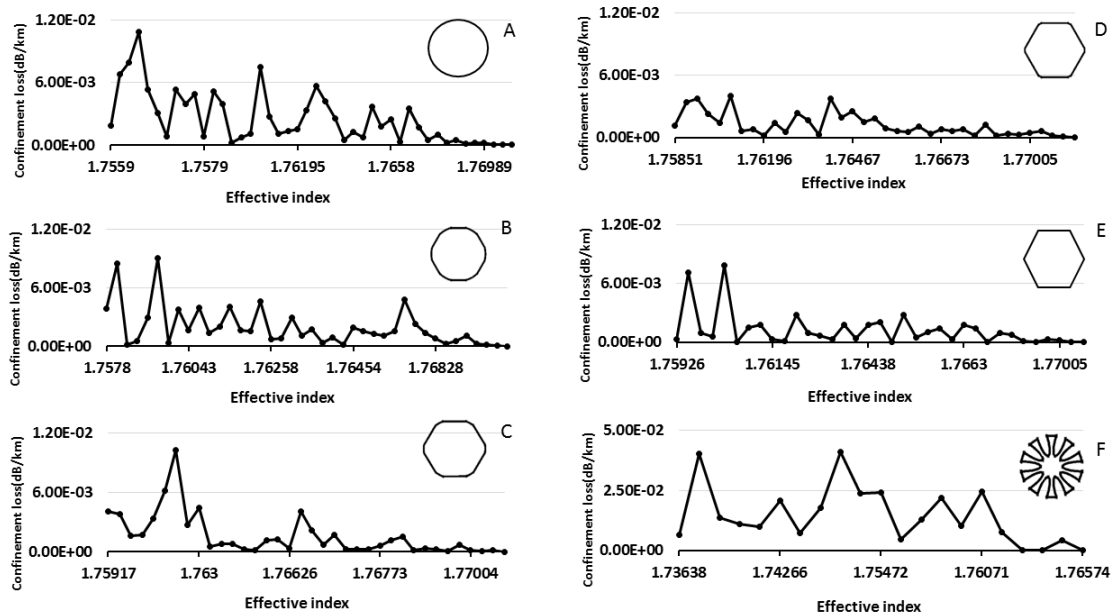 Confinement loss(dB/km)
1.20E-02
6.00E-03
0.00E+00
A
1.75591 1.7579 1.76195 1.7658 1.76989
Effective index
Confinement loss(dB/km)
1.20E-02
6.00E-03
0.00E+00
B
1.7578 1.76043 1.76258 1.76454 1.76828
Effective index
Confinement loss(dB/km)
1.20E-02
6.00E-03
0.00E+00
C
1.75917 1.763 1.76626 1.76773 1.77004
Effective index
Confinement loss(dB/km)
1.20E-02
6.00E-03
0.00E+00
D
1.75851 1.76196 1.76467 1.76673 1.77005
Effective index
Confinement loss(dB/km)
1.20E-02
6.00E-03
0.00E+00
E
1.75926 1.76145 1.76438 1.7663 1.77005
Effective index
Confinement loss(dB/km)
5.00E-02
2.50E-02
0.00E+00
F
1.73638 1.74266 1.75472 1.76071 1.76574
Effective index